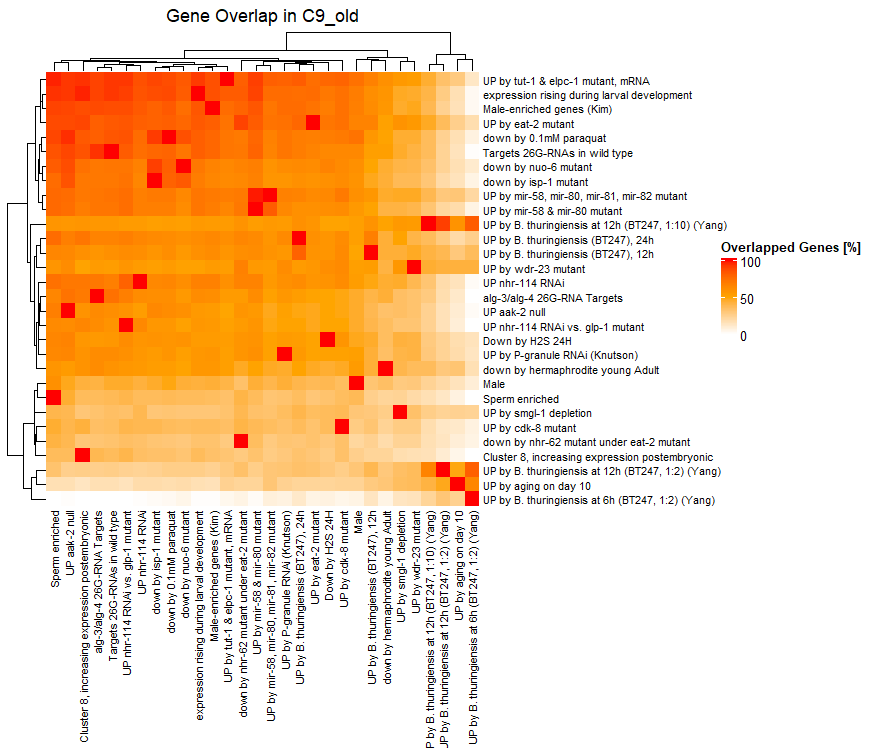 Gene Overlap in C9_old
UP by tut-1 & elpc-1 mutant, mRNA
expression rising during larval development
Male-enriched genes (Kim)
UP by eat-2 mutant
down by 0.1mM paraquat
Targets 26G-RNAs in wild type
down by nuo-6 mutant
down by isp-1 mutant
UP by mir-58, mir-80, mir-81, mir-82 mutant
UP by mir-58 & mir-80 mutant
UP by B. thuringiensis at 12h (BT247, 1:10) (Yang)
UP by B. thuringiensis (BT247), 24h
UP by B. thuringiensis (BT247), 12h
UP by wdr-23 mutant
UP nhr-114 RNAi
alg-3/alg-4 26G-RNA Targets
UP aak-2 null
UP nhr-114 RNAi vs. glp-1 mutant
Down by H2S 24H
UP by P-granule RNAi (Knutson)
down by hermaphrodite young Adult
Male
Sperm enriched
UP by smgl-1 depletion
UP by cdk-8 mutant
down by nhr-62 mutant under eat-2 mutant
Cluster 8, increasing expression postembryonic
UP by B. thuringiensis at 12h (BT247, 1:2) (Yang)
UP by aging on day 10
UP by B. thuringiensis at 6h (BT247, 1:2) (Yang)
Overlapped Genes [%]
100
50
0
Sperm enriched
UP aak-2 null
Cluster 8, increasing expression postembryonic
alg-3/alg-4 26G-RNA Targets
Targets 26G-RNAs in wild type
UP nhr-114 RNAi vs. glp-1 mutant
UP nhr-114 RNAi
down by isp-1 mutant
down by 0.1mM paraquat
down by nuo-6 mutant
expression rising during larval development
Male-enriched genes (Kim)
UP by tut-1 & elpc-1 mutant, mRNA
down by nhr-62 mutant under eat-2 mutant
UP by mir-58 & mir-80 mutant
UP by mir-58, mir-80, mir-81, mir-82 mutant
UP by P-granule RNAi (Knutson)
UP by B. thuringiensis (BT247), 24h
UP by eat-2 mutant
Down by H2S 24H
UP by cdk-8 mutant
Male
UP by B. thuringiensis (BT247), 12h
down by hermaphrodite young Adult
UP by smgl-1 depletion
UP by wdr-23 mutant
P by B. thuringiensis at 12h (BT247, 1:10) (Yang)
UP by B. thuringiensis at 12h (BT247, 1:2) (Yang)
UP by aging on day 10
UP by B. thuringiensis at 6h (BT247, 1:2) (Yang)